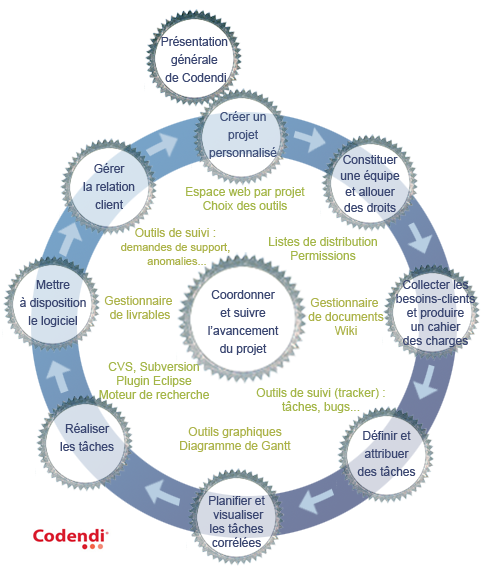 Présentation
générale
de Codendi
Créer un
projet
personnalisé
Constituer
une équipe
et allouer
des droits
Collecter les
besoins-clients
et produire
un cahier
des charges
Définir et
attribuer
des tâches
Planifier et
visualiser
les tâches
corrélées
Réaliser
les tâches
Mettre
à disposition
le logiciel
Gérer
la relation
client
Espace web par projet
Choix des outils
Listes de distribution
Permissions
Gestionnaire
de documents
Wiki
Outils de suivi (tracker) :
tâches, bugs...
Outils graphiques
Diagramme de Gantt
CVS, Subversion
Plugin Eclipse
Moteur de recherche
Gestionnaire
de livrables
Outils de suivi :
demandes de support,
anomalies...
Coordonner
et suivre
l'avancement
du projet
Codendi